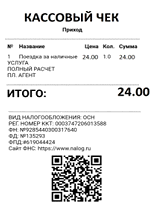 КАССОВЫЙ ЧЕК
Приход
№ Название Цена Кол. Сумма
1 Поездка за наличные 24.00 1.0 24.00
УСЛУГА
ПОЛНЫЙ РАСЧЕТ
ПЛ. АГЕНТ
ИТОГО: 24.00
ВИД НАЛОГООБЛОЖЕНИЯ: ОСН
РЕГ. НОМЕР ККТ: 0003747206013588
ФН: №9285440300317640
ФД: №135293
ФПД: #619044424
Сайт ФНС: https://www.nalog.ru